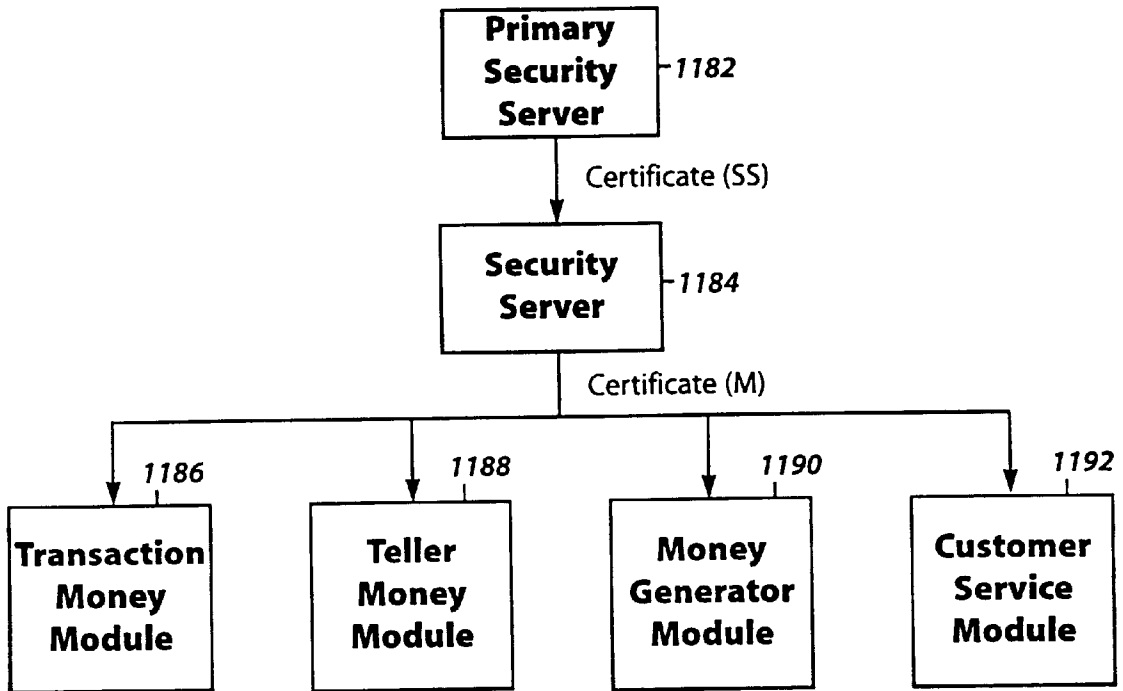 Primary
Security
Server
1182
Certificate (SS)
Security
Server
1184
Certificate (M)
1186
1188
1190
1192
Transaction
Money
Module
Teller
Money
Module
Money
Generator
Module
Customer
Service
Module